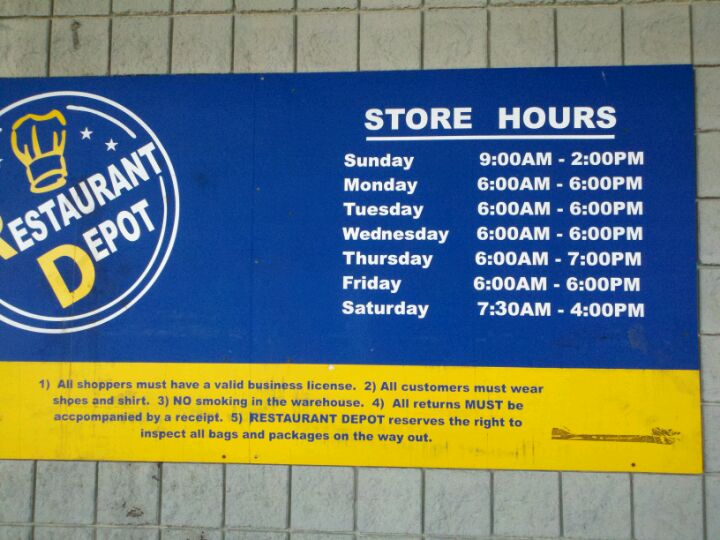 RESTAURANT
DEPOT
STORE HOURS
Sunday 9:00AM - 2:00PM
Monday 6:00AM - 6:00PM
Tuesday 6:00AM - 6:00PM
Wednesday 6:00AM - 6:00PM
Thursday 6:00AM - 7:00PM
Friday 6:00AM - 6:00PM
Saturday 7:30AM - 4:00PM
1) All shoppers must have a valid business license. 2) All customers must wear
shoes and shirt. 3) NO smoking in the warehouse. 4) All returns MUST be
accpompanied by a receipt. 5) RESTAURANT DEPOT reserves the right to
inspect all bags and packages on the way out.